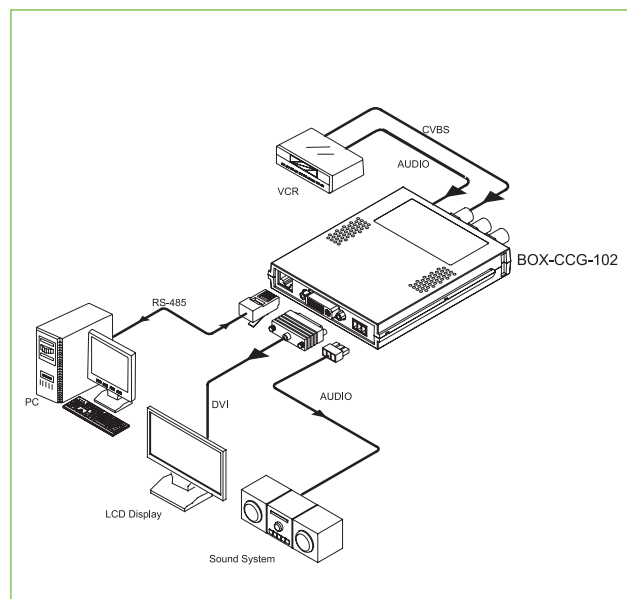 CVBS
AUDIO
VCR
BOX-CCG-102
RS-485
PC
DVI
AUDIO
LCD Display
Sound System